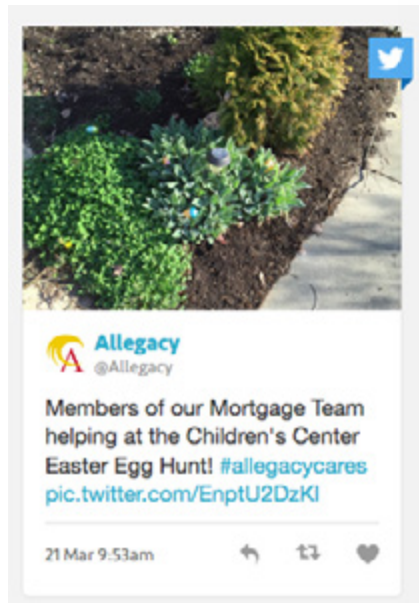 Allegacy
@Allegacy
Members of our Mortgage Team
helping at the Children's Center
Easter Egg Hunt! #allegacycares
pic.twitter.com/EnptU2DzKI
21 Mar 9:53am